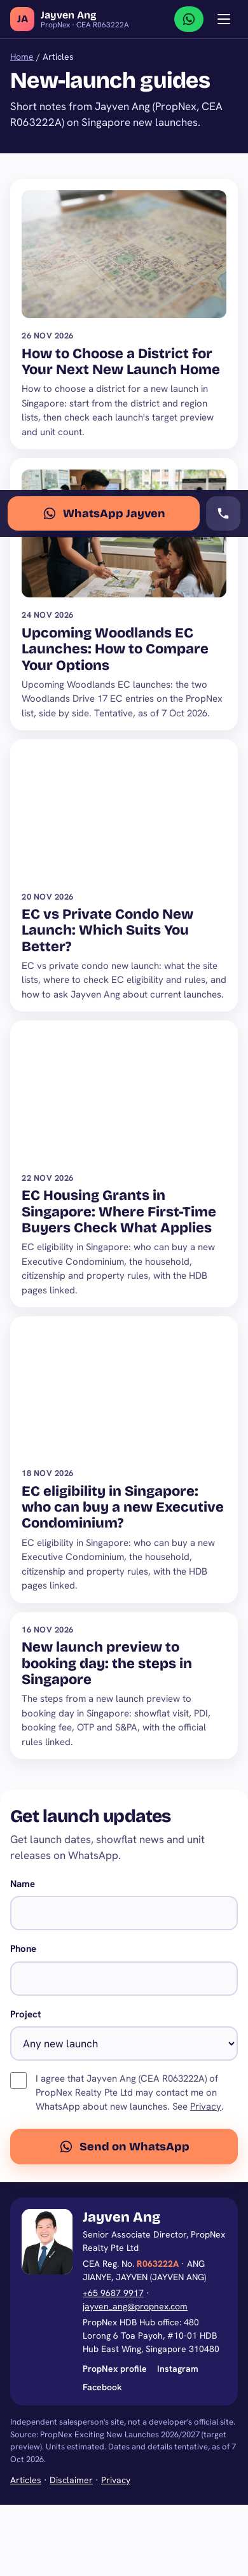 JA
Jayven Ang
PropNex · CEA R063222A
Home / Articles
New-launch guides
Short notes from Jayven Ang (PropNex, CEA
R063222A) on Singapore new launches.
26 NOV 2026
How to Choose a District for
Your Next New Launch Home
How to choose a district for a new launch in
Singapore: start from the district and region
lists, then check each launch's target preview
and unit count.
WhatsApp Jayven
24 NOV 2026
Upcoming Woodlands EC
Launches: How to Compare
Your Options
Upcoming Woodlands EC launches: the two
Woodlands Drive 17 EC entries on the PropNex
list, side by side. Tentative, as of 7 Oct 2026.
20 NOV 2026
EC vs Private Condo New
Launch: Which Suits You
Better?
EC vs private condo new launch: what the site
lists, where to check EC eligibility and rules, and
how to ask Jayven Ang about current launches.
22 NOV 2026
EC Housing Grants in
Singapore: Where First-Time
Buyers Check What Applies
EC eligibility in Singapore: who can buy a new
Executive Condominium, the household,
citizenship and property rules, with the HDB
pages linked.
18 NOV 2026
EC eligibility in Singapore:
who can buy a new Executive
Condominium?
EC eligibility in Singapore: who can buy a new
Executive Condominium, the household,
citizenship and property rules, with the HDB
pages linked.
16 NOV 2026
New launch preview to
booking day: the steps in
Singapore
The steps from a new launch preview to
booking day in Singapore: showflat visit, PDI,
booking fee, OTP and S&PA, with the official
rules linked.
Get launch updates
Get launch dates, showflat news and unit
releases on WhatsApp.
Name
Phone
Project
Any new launch
I agree that Jayven Ang (CEA R063222A) of
PropNex Realty Pte Ltd may contact me on
WhatsApp about new launches. See Privacy.
Send on WhatsApp
Jayven Ang
Senior Associate Director, PropNex
Realty Pte Ltd
CEA Reg. No. R063222A · ANG
JIANYE, JAYVEN (JAYVEN ANG)
+65 9687 9917 ·
jayven_ang@propnex.com
PropNex HDB Hub office: 480
Lorong 6 Toa Payoh, #10-01 HDB
Hub East Wing, Singapore 310480
PropNex profile Instagram
Facebook
Independent salesperson's site, not a developer's official site.
Source: PropNex Exciting New Launches 2026/2027 (target
preview). Units estimated. Dates and details tentative, as of 7
Oct 2026.
Articles · Disclaimer · Privacy